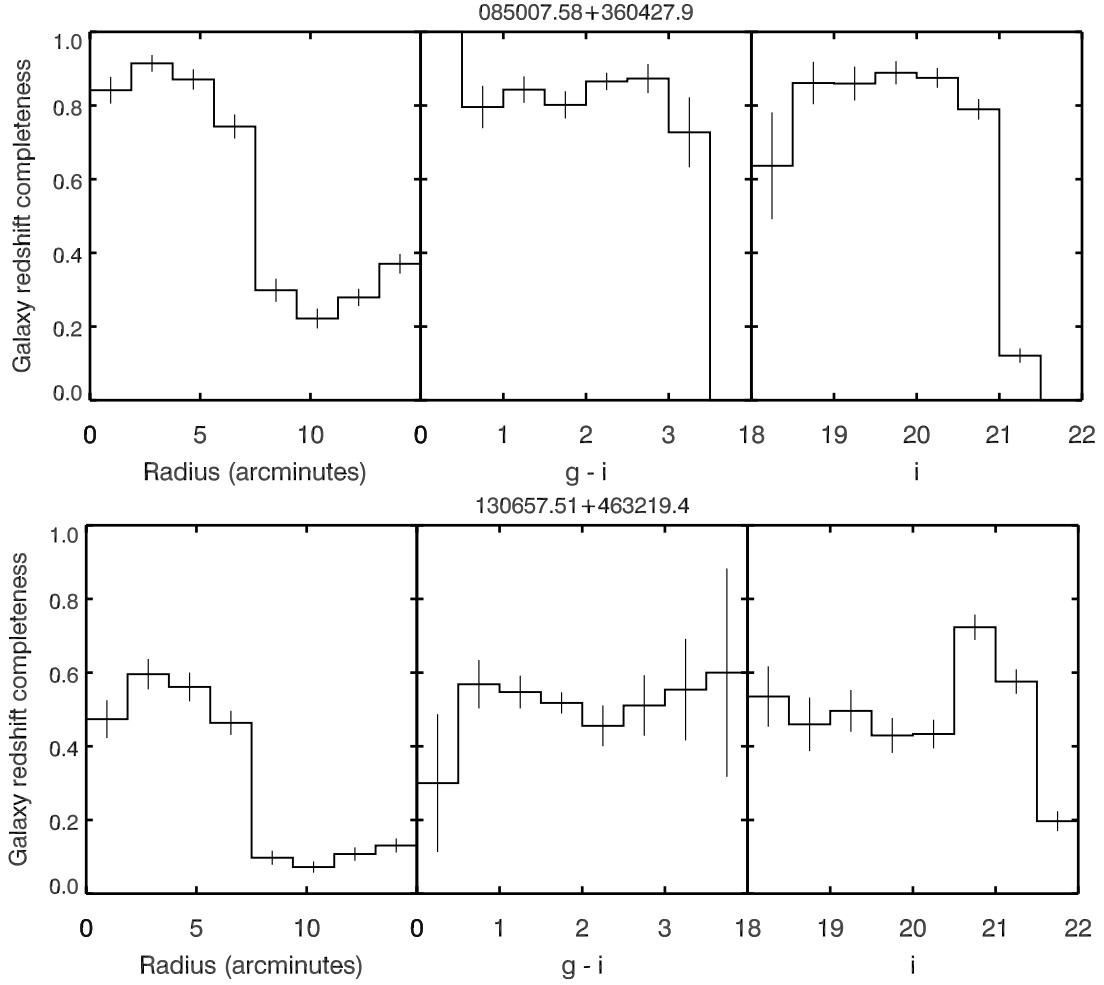 085007.58+360427.9
Galaxy redshift completeness
1.0
0.8
0.6
0.4
0.2
0.0
0 5 10 0 1 2 3 18 19 20 21 22
Radius (arcminutes) g - i i
130657.51+463219.4
Galaxy redshift completeness
1.0
0.8
0.6
0.4
0.2
0.0
0 5 10 0 1 2 3 18 19 20 21 22
Radius (arcminutes) g - i i